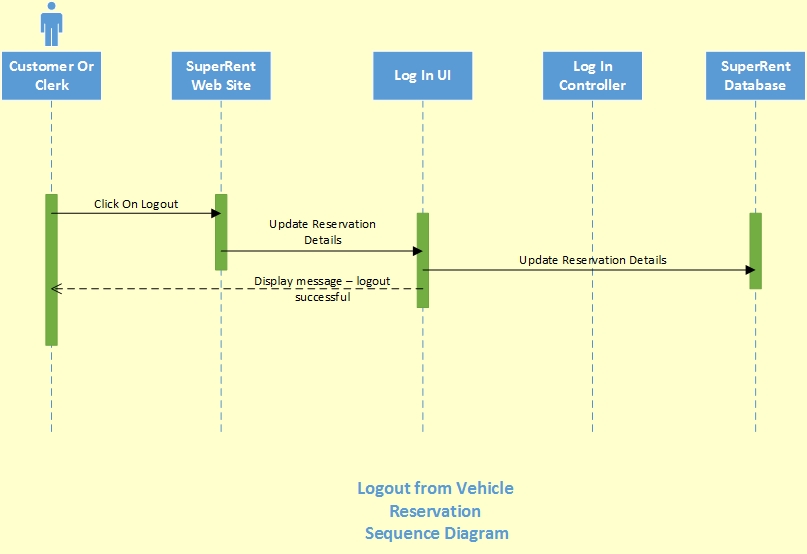 Customer Or
Clerk
SuperRent
Web Site
Log In UI
Log In
Controller
SuperRent
Database
Click On Logout
Update Reservation
Details
Update Reservation Details
Display message – logout
successful
Logout from Vehicle
Reservation
Sequence Diagram